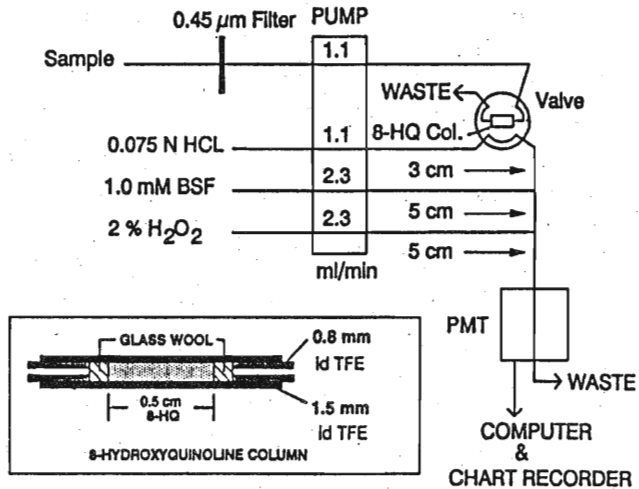 0.45 µm Filter
PUMP
Sample
1.1
WASTE
Valve
8-HQ Col.
0.075 N HCL
1.1
3 cm
1.0 mM BSF
2.3
5 cm
2 % H₂O₂
2.3
5 cm
ml/min
PMT
WASTE
COMPUTER
&
CHART RECORDER
GLASS WOOL
0.8 mm
id TFE
0.5 cm
8-HQ
1.5 mm
id TFE
8-HYDROXYQUINOLINE COLUMN